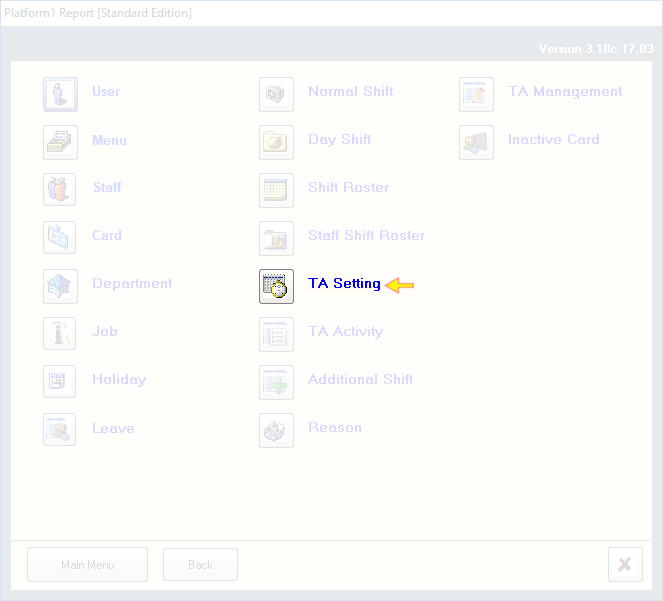 Platform1 Report [Standard Edition]
Version 3.10c.17.03
User
Normal Shift
TA Management
Menu
Day Shift
Inactive Card
Staff
Shift Roster
Card
Staff Shift Roster
Department
TA Setting
Job
TA Activity
Holiday
Additional Shift
Leave
Reason
Main Menu
Back